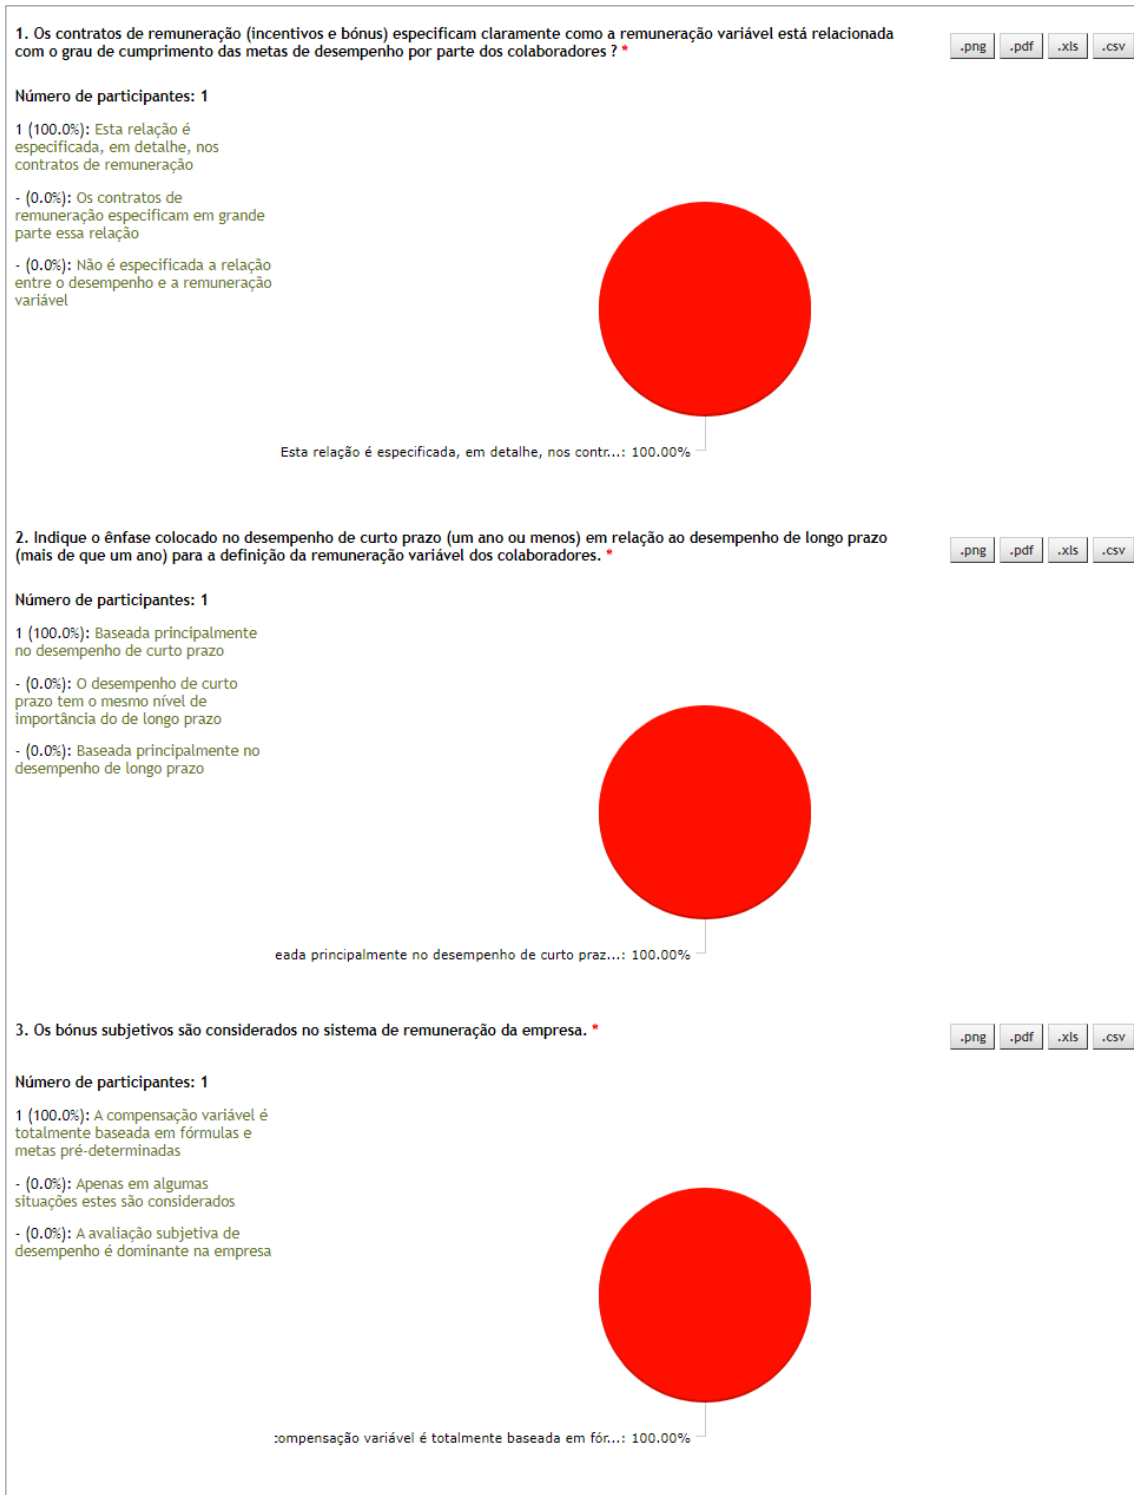 1. Os contratos de remuneração (incentivos e bónus) especificam claramente como a remuneração variável está relacionada
com o grau de cumprimento das metas de desempenho por parte dos colaboradores ? *
.png .pdf .xls .csv
Número de participantes: 1
1 (100.0%): Esta relação é
especificada, em detalhe, nos
contratos de remuneração
- (0.0%): Os contratos de
remuneração especificam em grande
parte essa relação
- (0.0%): Não é especificada a relação
entre o desempenho e a remuneração
variável
Esta relação é especificada, em detalhe, nos contr...: 100.00%
2. Indique o ênfase colocado no desempenho de curto prazo (um ano ou menos) em relação ao desempenho de longo prazo
(mais de que um ano) para a definição da remuneração variável dos colaboradores. *
.png .pdf .xls .csv
Número de participantes: 1
1 (100.0%): Baseada principalmente
no desempenho de curto prazo
- (0.0%): O desempenho de curto
prazo tem o mesmo nível de
importância do de longo prazo
- (0.0%): Baseada principalmente no
desempenho de longo prazo
eada principalmente no desempenho de curto praz...: 100.00%
3. Os bónus subjetivos são considerados no sistema de remuneração da empresa. *
.png .pdf .xls .csv
Número de participantes: 1
1 (100.0%): A compensação variável é
totalmente baseada em fórmulas e
metas pré-determinadas
- (0.0%): Apenas em algumas
situações estes são considerados
- (0.0%): A avaliação subjetiva de
desempenho é dominante na empresa
compensação variável é totalmente baseada em fór...: 100.00%